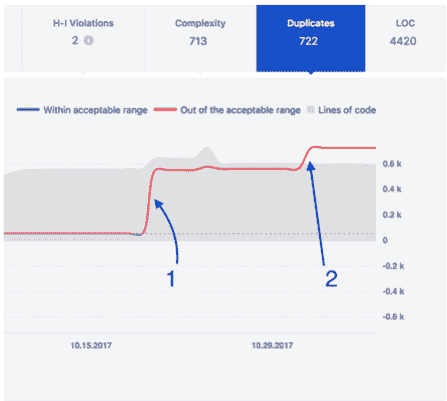 H-I Violations
2
Complexity
713
Duplicates
722
LOC
4420
Within acceptable range Out of the acceptable range Lines of code
0.6 k
0.4 k
0.2 k
0
-0.2 k
-0.4 k
-0.6 k
1
2
10.15.2017 10.29.2017